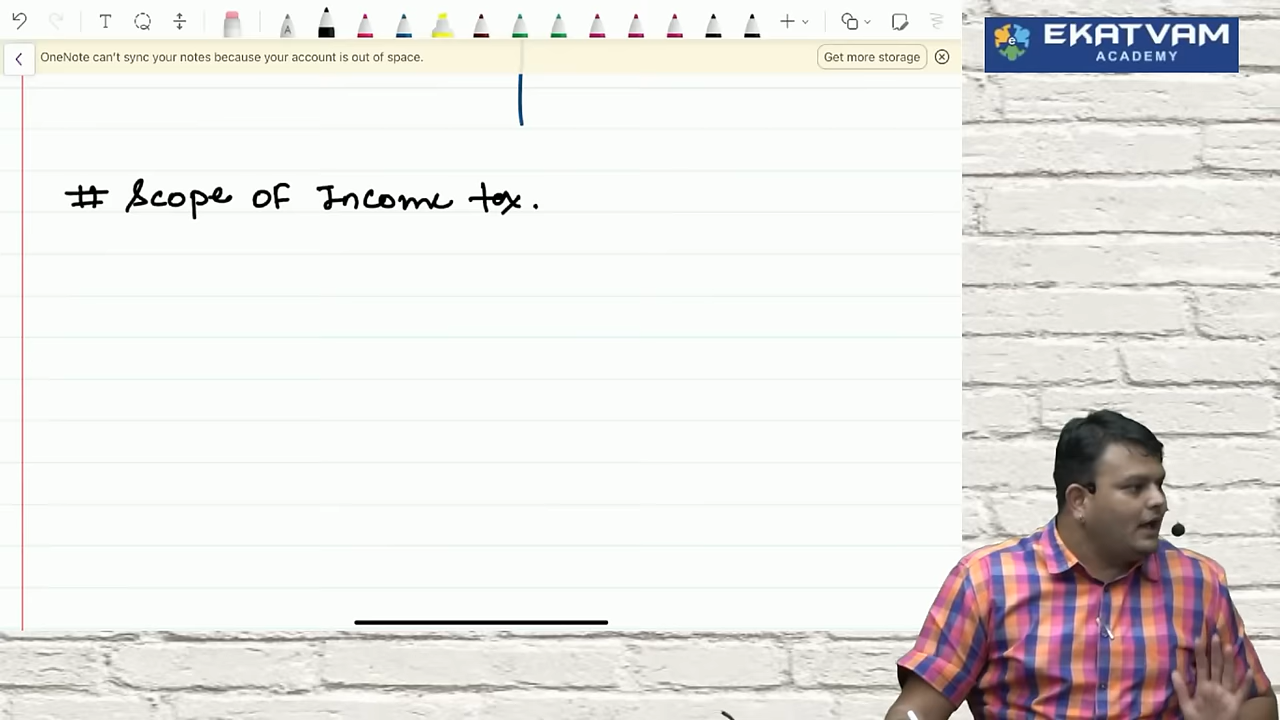 EKATVAM
ACADEMY
OneNote can't sync your notes because your account is out of space.
Get more storage
# Scope of Income tax.